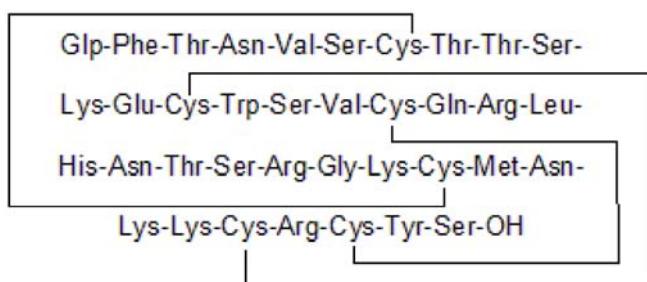 Glp-Phe-Thr-Asn-Val-Ser-Cys-Thr-Thr-Ser-
Lys-Glu-Cys-Trp-Ser-Val-Cys-Gln-Arg-Leu-
His-Asn-Thr-Ser-Arg-Gly-Lys-Cys-Met-Asn-
Lys-Lys-Cys-Arg-Cys-Tyr-Ser-OH